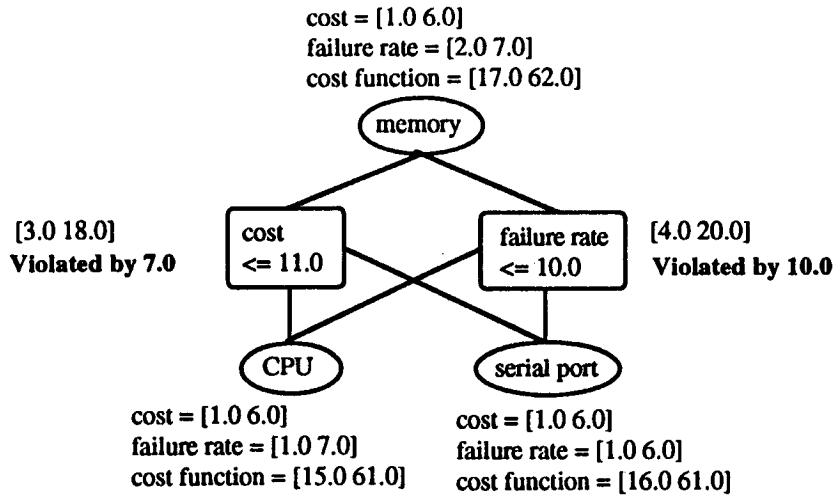 cost = [1.0 6.0]
failure rate = [2.0 7.0]
cost function = [17.0 62.0]
memory
[3.0 18.0]
Violated by 7.0
cost
<= 11.0
failure rate
<= 10.0
[4.0 20.0]
Violated by 10.0
CPU
serial port
cost = [1.0 6.0]
failure rate = [1.0 7.0]
cost function = [15.0 61.0]
cost = [1.0 6.0]
failure rate = [1.0 6.0]
cost function = [16.0 61.0]